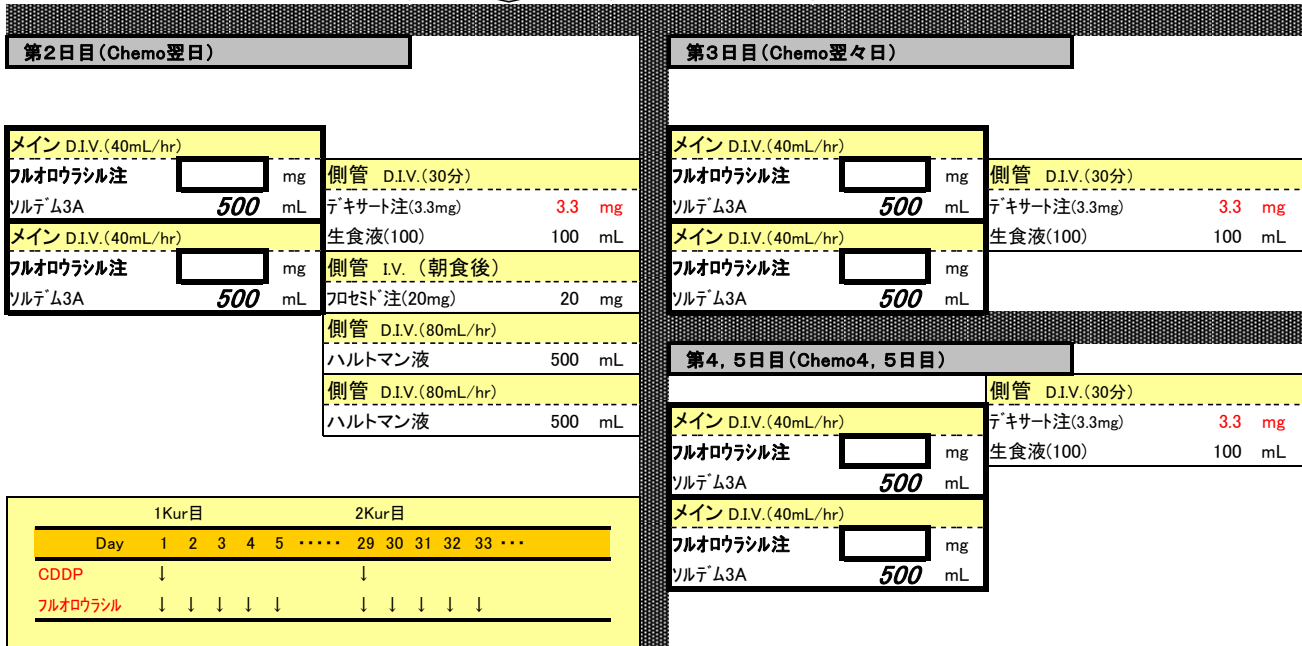 第2日目(Chemo翌日)
メイン D.I.V.(40mL/hr)
フルオロウラシル注 mg
ソルデム3A 500 mL
メイン D.I.V.(40mL/hr)
フルオロウラシル注 mg
ソルデム3A 500 mL
側管 D.I.V.(30分)
デキサート注(3.3mg) 3.3 mg
生食液(100) 100 mL
側管 I.V. (朝食後)
フロセミド注(20mg) 20 mg
側管 D.I.V.(80mL/hr)
ハルトマン液 500 mL
側管 D.I.V.(80mL/hr)
ハルトマン液 500 mL
1Kur目 2Kur目
Day 1 2 3 4 5 ・・・・・ 29 30 31 32 33 ・・・
CDDP ↓ ↓
フルオロウラシル ↓ ↓ ↓ ↓ ↓ ↓ ↓ ↓ ↓ ↓
第3日目(Chemo翌々日)
メイン D.I.V.(40mL/hr)
フルオロウラシル注 mg
ソルデム3A 500 mL
メイン D.I.V.(40mL/hr)
フルオロウラシル注 mg
ソルデム3A 500 mL
側管 D.I.V.(30分)
デキサート注(3.3mg) 3.3 mg
生食液(100) 100 mL
第4,5日目(Chemo4,5日目)
側管 D.I.V.(30分)
デキサート注(3.3mg) 3.3 mg
生食液(100) 100 mL
メイン D.I.V.(40mL/hr)
フルオロウラシル注 mg
ソルデム3A 500 mL
メイン D.I.V.(40mL/hr)
フルオロウラシル注 mg
ソルデム3A 500 mL